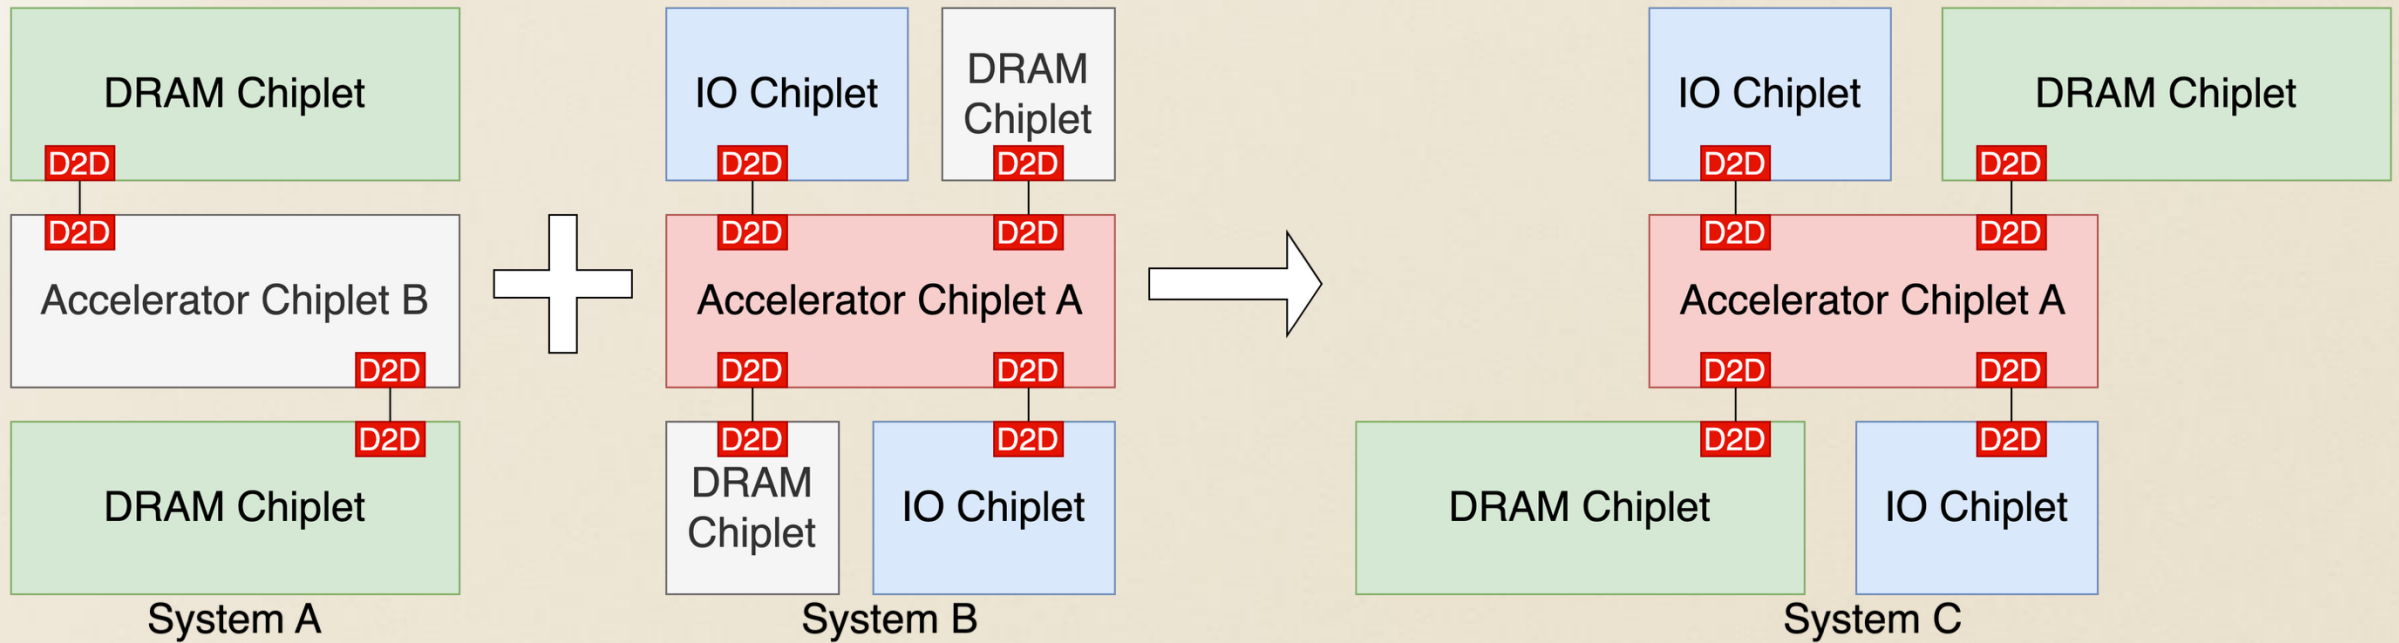 DRAM Chiplet
D2D
D2D
Accelerator Chiplet B
D2D
D2D
DRAM Chiplet
System A
IO Chiplet
D2D
DRAM
Chiplet
D2D
D2D
D2D
Accelerator Chiplet A
D2D
D2D
D2D
DRAM
Chiplet
D2D
IO Chiplet
System B
IO Chiplet
D2D
DRAM Chiplet
D2D
D2D
D2D
Accelerator Chiplet A
D2D
D2D
D2D
DRAM Chiplet
D2D
IO Chiplet
System C